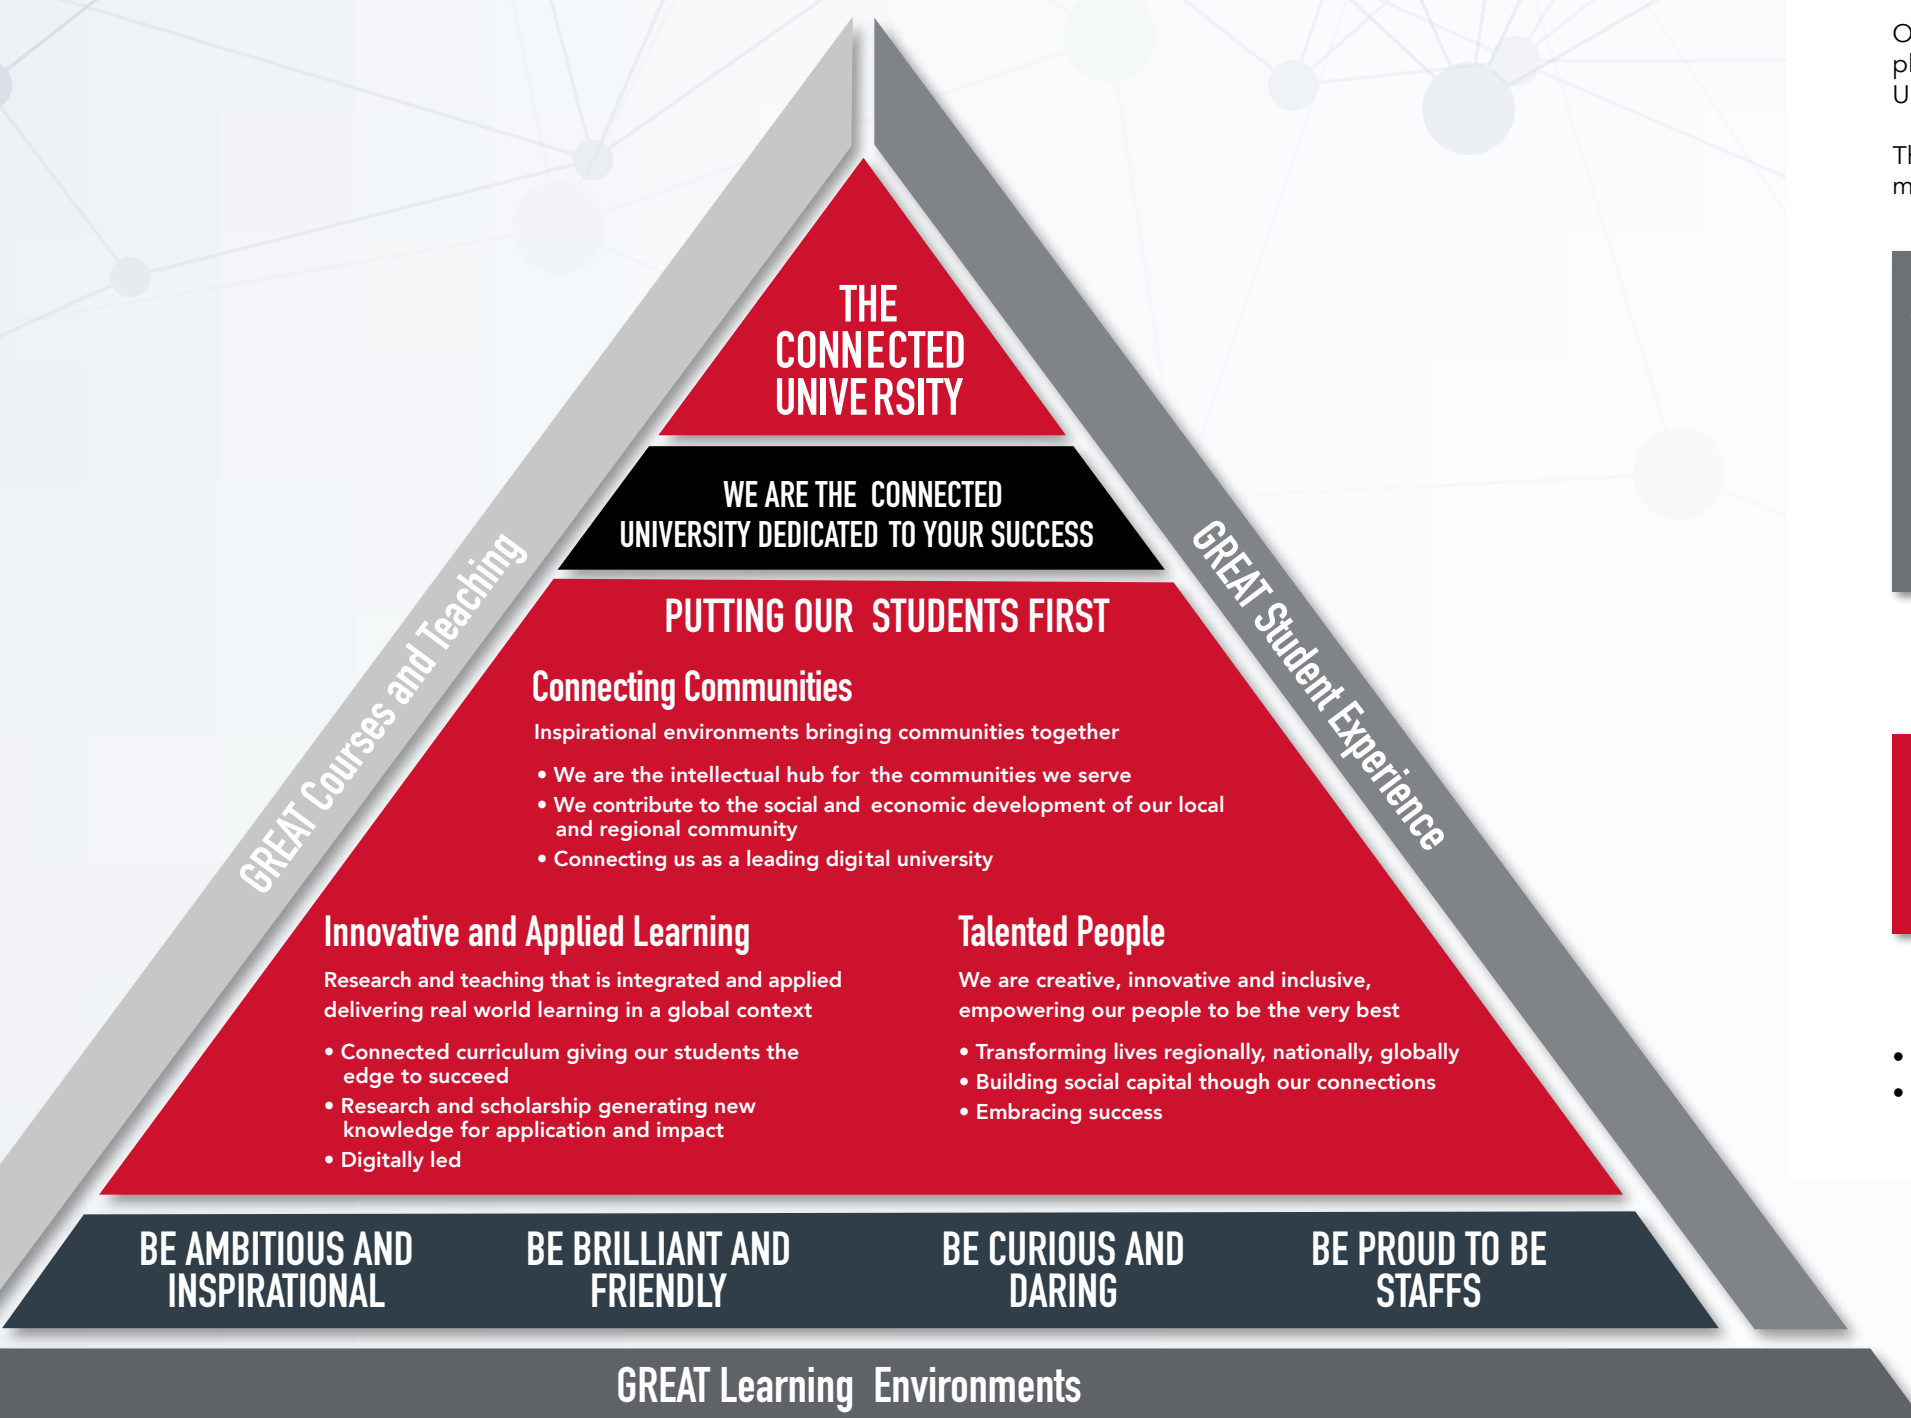 THE
CONNECTED
UNIVERSITY
WE ARE THE CONNECTED
UNIVERSITY DEDICATED TO YOUR SUCCESS
GREAT Courses and Teaching
GREAT Student Experience
PUTTING OUR STUDENTS FIRST
Connecting Communities
Inspirational environments bringing communities together
• We are the intellectual hub for the communities we serve
• We contribute to the social and economic development of our local
and regional community
• Connecting us as a leading digital university
Innovative and Applied Learning
Research and teaching that is integrated and applied
delivering real world learning in a global context
• Connected curriculum giving our students the
edge to succeed
• Research and scholarship generating new
knowledge for application and impact
• Digitally led
Talented People
We are creative, innovative and inclusive,
empowering our people to be the very best
• Transforming lives regionally, nationally, globally
• Building social capital though our connections
• Embracing success
BE AMBITIOUS AND
INSPIRATIONAL
BE BRILLIANT AND
FRIENDLY
BE CURIOUS AND
DARING
BE PROUD TO BE
STAFFS
GREAT Learning Environments